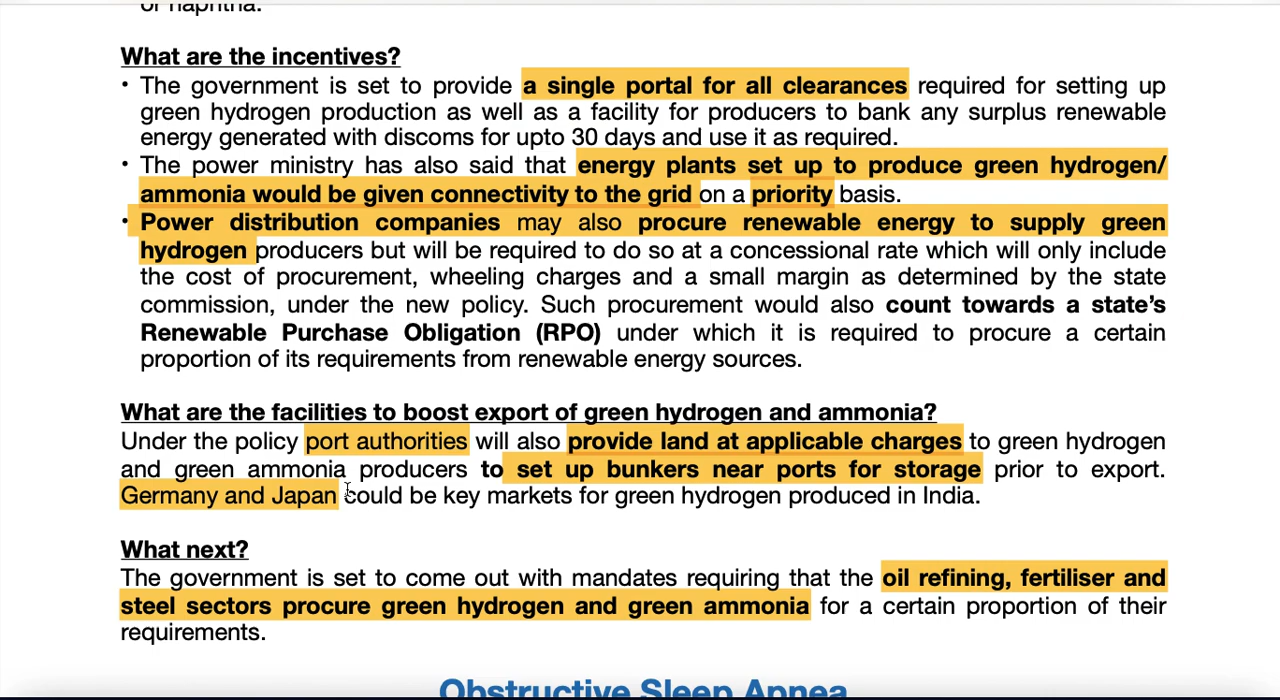 or naphtha.
What are the incentives?
• The government is set to provide a single portal for all clearances required for setting up
green hydrogen production as well as a facility for producers to bank any surplus renewable
energy generated with discoms for upto 30 days and use it as required.
• The power ministry has also said that energy plants set up to produce green hydrogen/
ammonia would be given connectivity to the grid on a priority basis.
• Power distribution companies may also procure renewable energy to supply green
hydrogen producers but will be required to do so at a concessional rate which will only include
the cost of procurement, wheeling charges and a small margin as determined by the state
commission, under the new policy. Such procurement would also count towards a state’s
Renewable Purchase Obligation (RPO) under which it is required to procure a certain
proportion of its requirements from renewable energy sources.
What are the facilities to boost export of green hydrogen and ammonia?
Under the policy port authorities will also provide land at applicable charges to green hydrogen
and green ammonia producers to set up bunkers near ports for storage prior to export.
Germany and Japan could be key markets for green hydrogen produced in India.
What next?
The government is set to come out with mandates requiring that the oil refining, fertiliser and
steel sectors procure green hydrogen and green ammonia for a certain proportion of their
requirements.
Obstructive Sleep Apnea